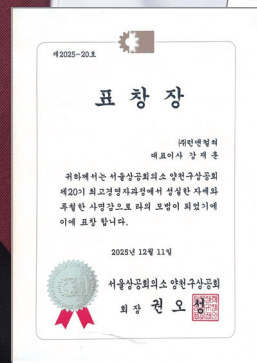 제2025-20호
표창장
㈜런앤컬처
대표이사 강재훈
귀하께서는 서울상공회의소 양천구상공회
제20기 최고경영자과정에서 성실한 자세와
투철한 사명감으로 타의 모범이 되었기에
이에 표창 합니다.
2025년 12월 11일
서울상공회의소 양천구상공회
회장 권오성